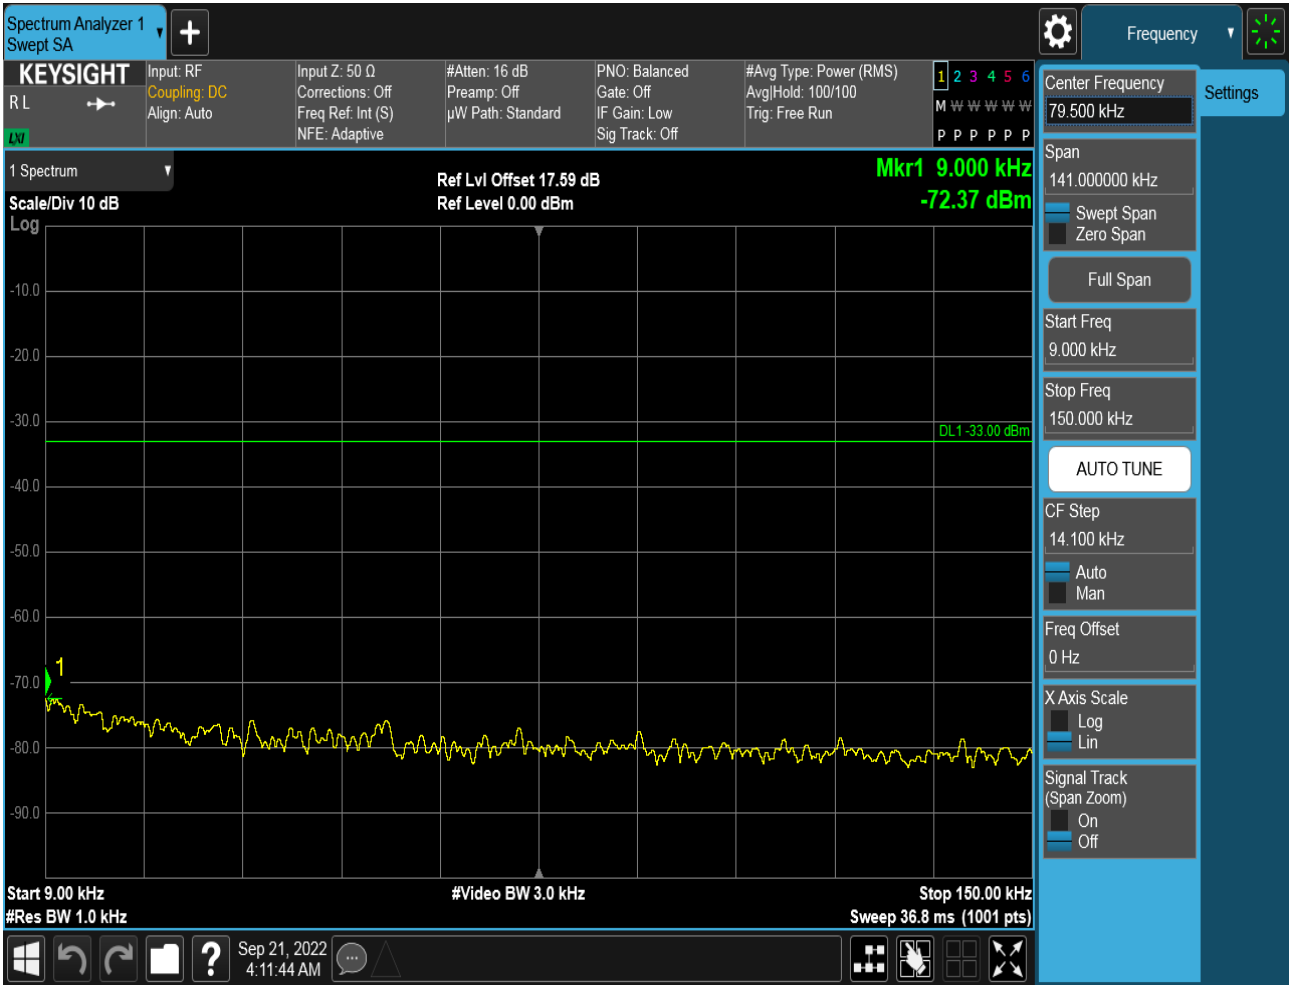 Spectrum Analyzer 1
Swept SA
Frequency
KEYSIGHT
R L
LXI
Input: RF
Coupling: DC
Align: Auto
Input Z: 50 Ω
Corrections: Off
Freq Ref: Int (S)
NFE: Adaptive
#Atten: 16 dB
Preamp: Off
µW Path: Standard
PNO: Balanced
Gate: Off
IF Gain: Low
Sig Track: Off
#Avg Type: Power (RMS)
Avg|Hold: 100/100
Trig: Free Run
1 2 3 4 5 6
M W W W W W
P P P P P P
1 Spectrum
Scale/Div 10 dB
Log
Ref Lvl Offset 17.59 dB
Ref Level 0.00 dBm
Mkr1 9.000 kHz
-72.37 dBm
-10.0
-20.0
-30.0
DL1 -33.00 dBm
-40.0
-50.0
-60.0
1
-70.0
-80.0
-90.0
Start 9.00 kHz
#Res BW 1.0 kHz
#Video BW 3.0 kHz
Stop 150.00 kHz
Sweep 36.8 ms (1001 pts)
?
Sep 21, 2022
4:11:44 AM
Center Frequency
79.500 kHz
Settings
Span
141.000000 kHz
Swept Span
Zero Span
Full Span
Start Freq
9.000 kHz
Stop Freq
150.000 kHz
AUTO TUNE
CF Step
14.100 kHz
Auto
Man
Freq Offset
0 Hz
X Axis Scale
Log
Lin
Signal Track
(Span Zoom)
On
Off